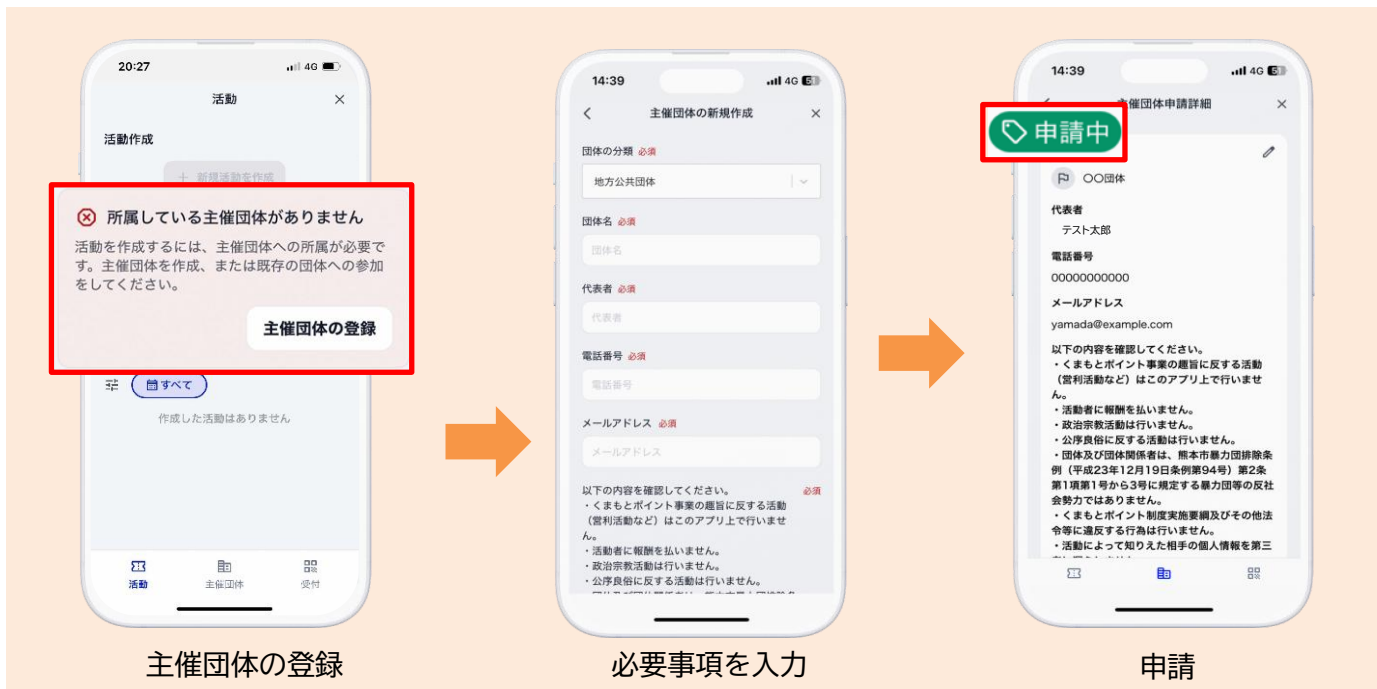 20:27
4G
活動
×
活動作成
＋ 新規活動を作成
所属している主催団体がありません
活動を作成するには、主催団体への所属が必要で
す。主催団体を作成、または既存の団体への参加
をしてください。
主催団体の登録
すべて
作成した活動はありません
活動
主催団体
受付
主催団体の登録
14:39
4G 51
主催団体の新規作成
×
団体の分類 必須
地方公共団体
団体名 必須
団体名
代表者 必須
代表者
電話番号 必須
電話番号
メールアドレス 必須
メールアドレス
以下の内容を確認してください。 必須
・くまもとポイント事業の趣旨に反する活動
（営利活動など）はこのアプリ上で行いませ
ん。
・活動者に報酬を払いません。
・政治宗教活動は行いません。
・公序良俗に反する活動は行いません。
必要事項を入力
14:39
4G 51
主催団体申請詳細
×
申請中
〇〇団体
代表者
テスト太郎
電話番号
00000000000
メールアドレス
yamada@example.com
以下の内容を確認してください。
・くまもとポイント事業の趣旨に反する活動
（営利活動など）はこのアプリ上で行いませ
ん。
・活動者に報酬を払いません。
・政治宗教活動は行いません。
・公序良俗に反する活動は行いません。
・団体及び団体関係者は、熊本市暴力団排除条
例（平成23年12月19日条例第94号）第2条
第1項第1号から3号に規定する暴力団等の反社
会勢力ではありません。
・くまもとポイント制度実施要綱及びその他法
令等に違反する行為は行いません。
・活動によって知りえた相手の個人情報を第三
申請